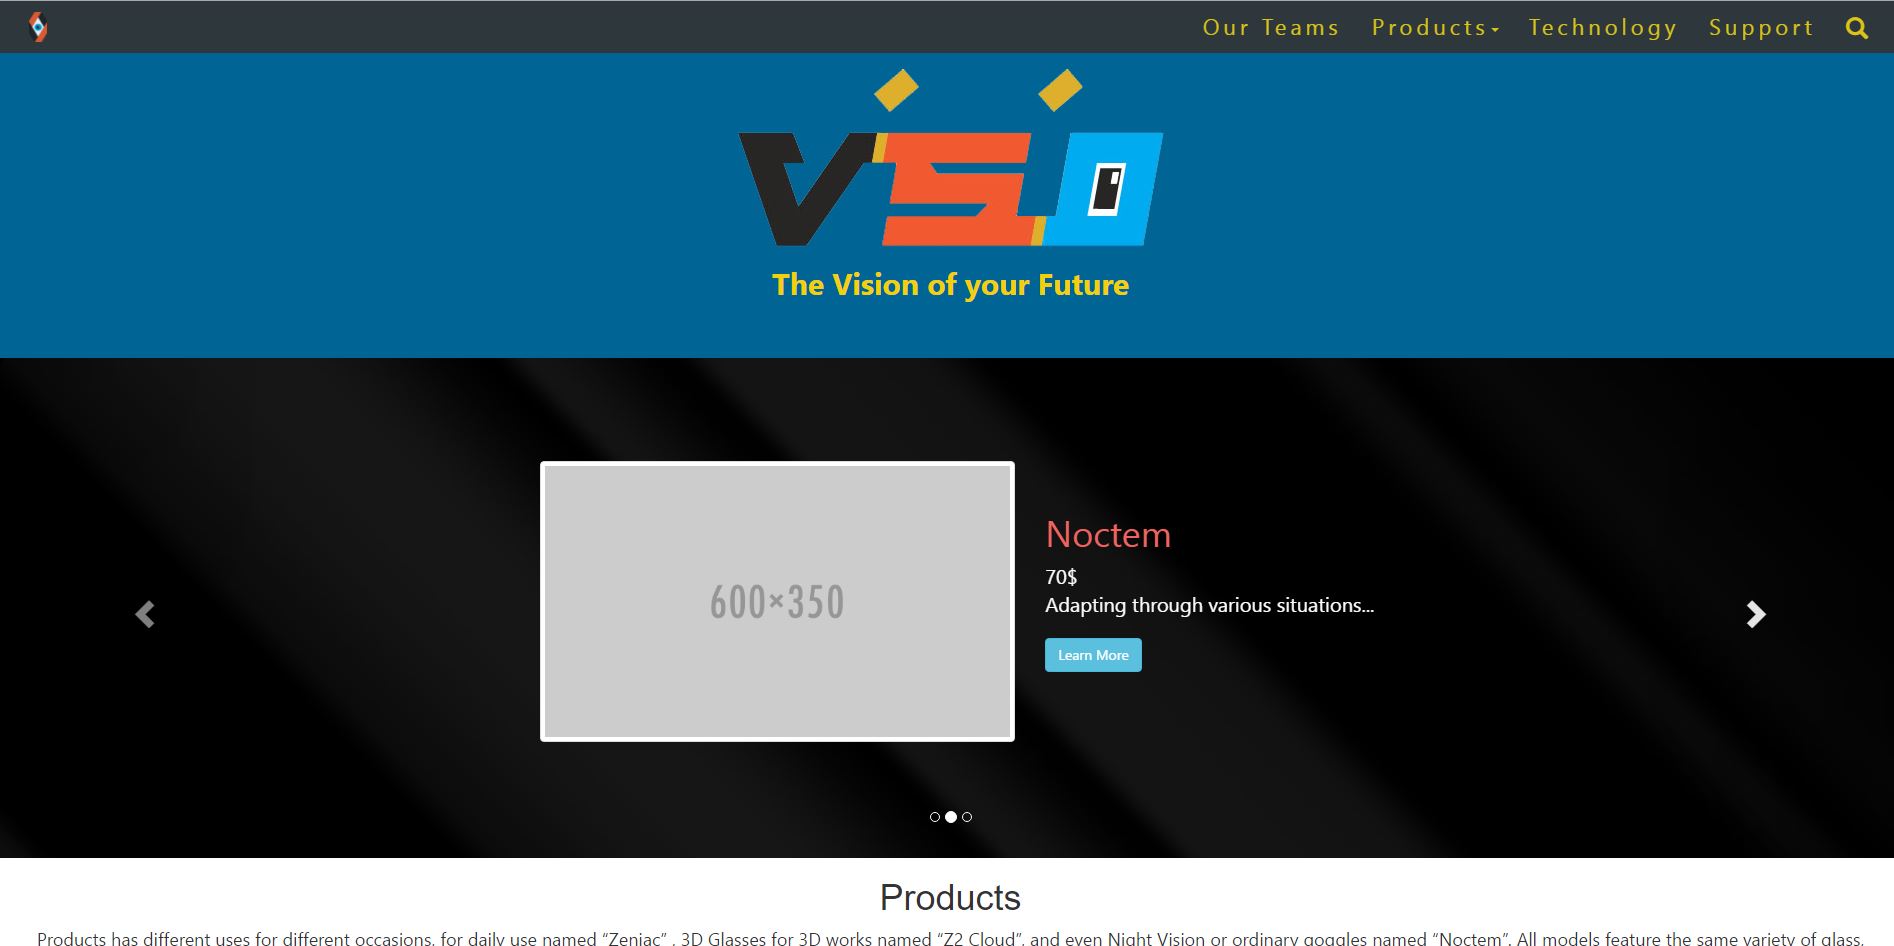 Our Teams Products Technology Support
VSJO
The Vision of your Future
600×350
Noctem
70$
Adapting through various situations...
Learn More
Products
Products has different uses for different occasions. for daily use named “Zeniac” . 3D Glasses for 3D works named “Z2 Cloud”. and even Night Vision or ordinary goggles named “Noctem”. All models feature the same variety of glass.